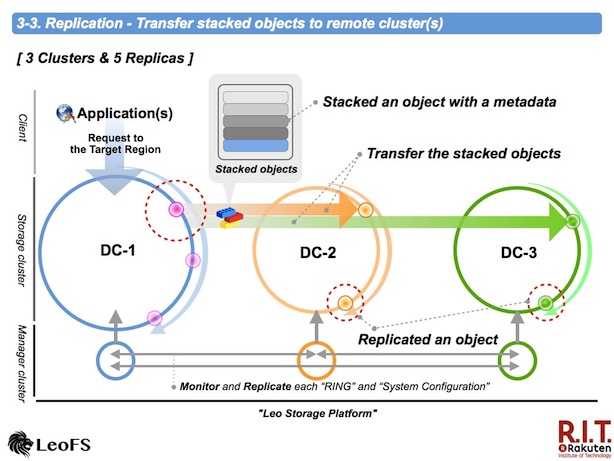 3-3. Replication - Transfer stacked objects to remote cluster(s)
[ 3 Clusters & 5 Replicas ]
Client
Application(s)
Request to
the Target Region
Stacked objects
Stacked an object with a metadata
Transfer the stacked objects
Storage cluster
DC-1
DC-2
DC-3
Replicated an object
Manager cluster
Monitor and Replicate each “RING” and “System Configuration”
"Leo Storage Platform"
LeoFS
R.I.T.
R Rakuten
Institute of Technology